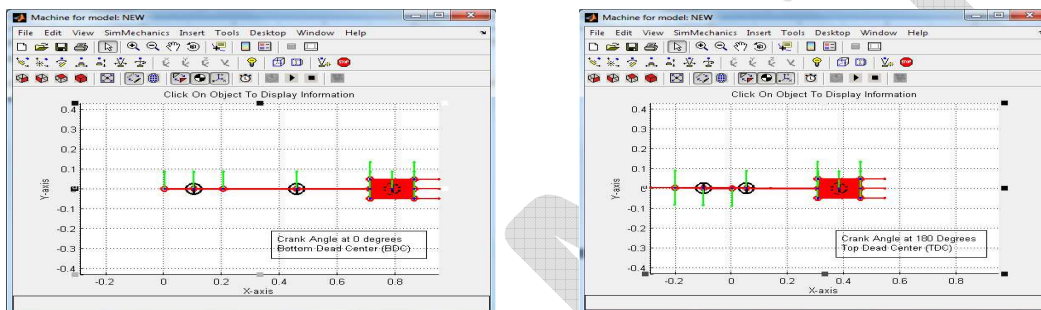 Machine for model: NEW
File Edit View SimMechanics Insert Tools Desktop Window Help
Click On Object To Display Information
0.4
0.3
0.2
0.1
-0.1
-0.2
-0.3
-0.4
Y-axis
Crank Angle at 0 degrees
Bottom Dead Center (BDC)
-0.2 0 0.2 0.4 0.6 0.8
X-axis
Machine for model: NEW
File Edit View SimMechanics Insert Tools Desktop Window Help
Click On Object To Display Information
0.4
0.3
0.2
0.1
-0.1
-0.2
-0.3
-0.4
Y-axis
Crank Angle at 180 Degrees
Top Dead Center (TDC)
-0.2 0 0.2 0.4 0.6 0.8
X-axis